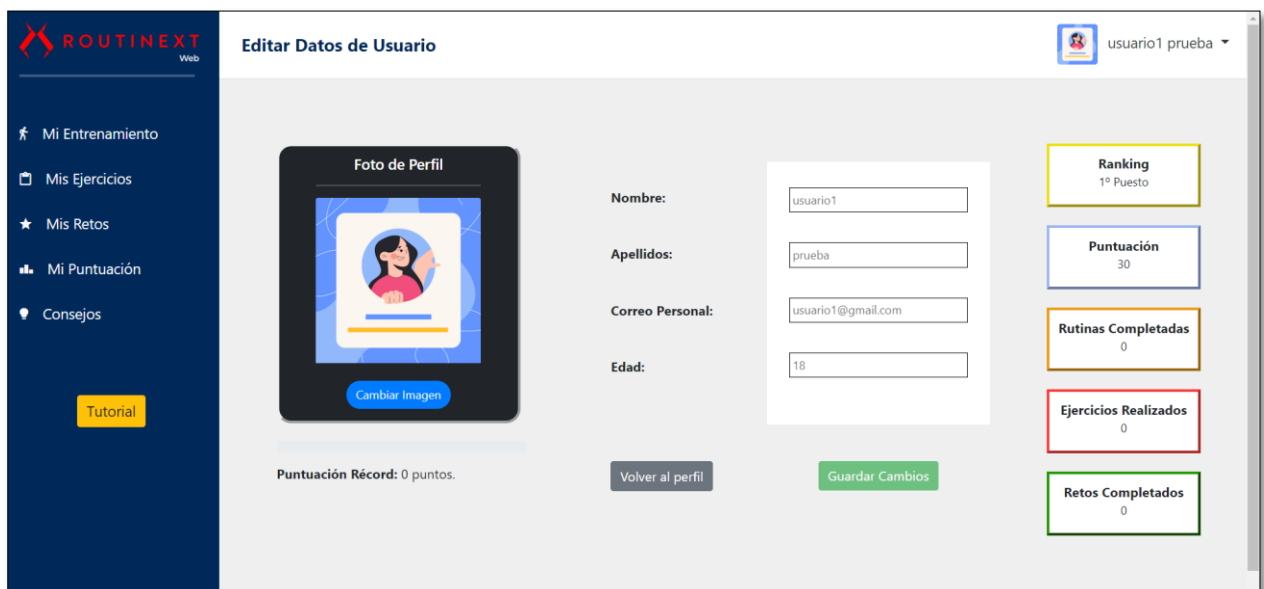 ROUTINEXT
Web
Editar Datos de Usuario
usuario1 prueba
Mi Entrenamiento
Mis Ejercicios
Mis Retos
Mi Puntuación
Consejos
Tutorial
Foto de Perfil
Cambiar Imagen
Puntuación Récord: 0 puntos.
Nombre:
usuario1
Apellidos:
prueba
Correo Personal:
usuario1@gmail.com
Edad:
18
Volver al perfil
Guardar Cambios
Ranking
1º Puesto
Puntuación
30
Rutinas Completadas
0
Ejercicios Realizados
0
Retos Completados
0